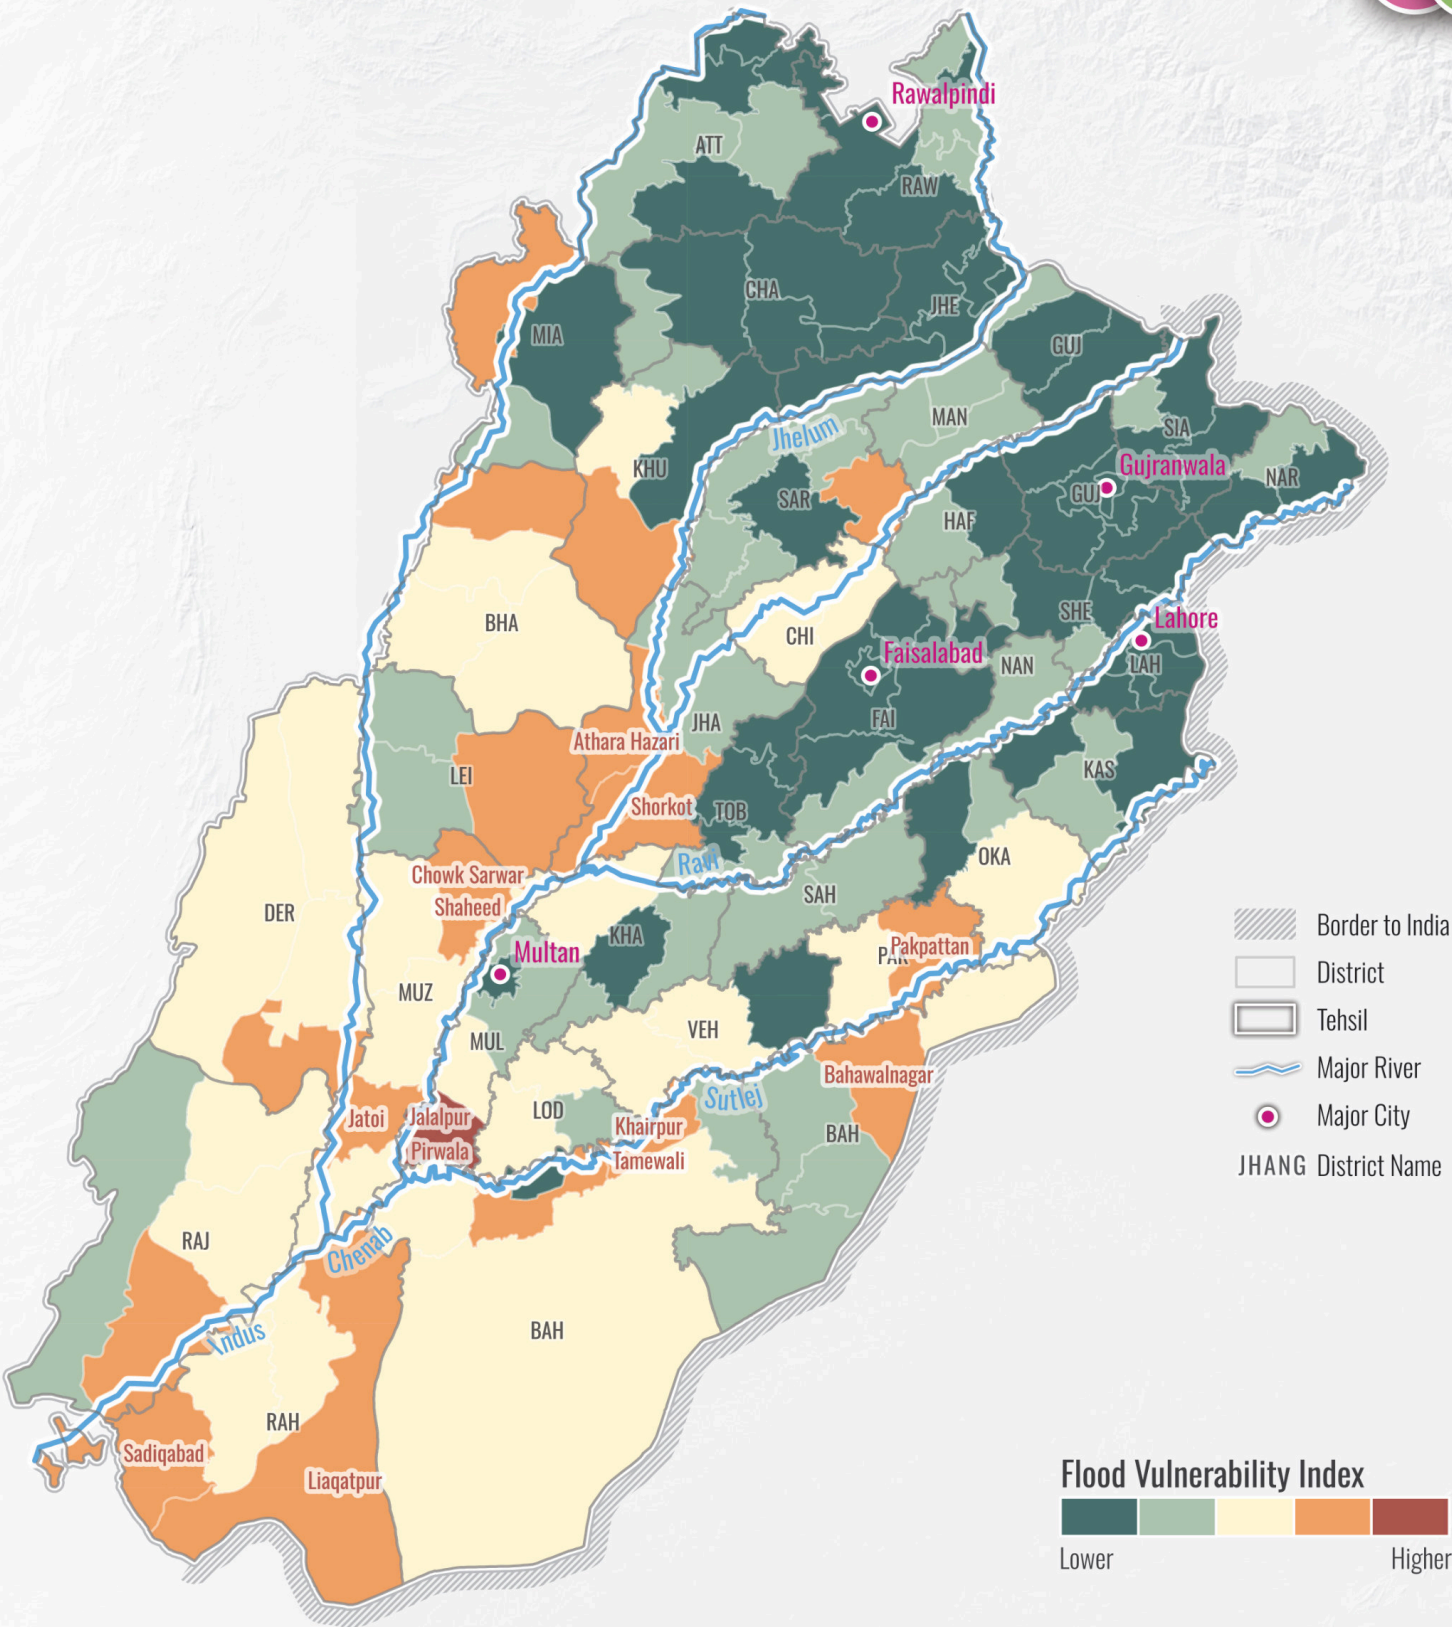 Rawalpindi
ATT
RAW
CHA
JHE
MIA
GUJ
MAN
Jhelum
SIA
Gujranwala
KHU
NAR
SAR
GUJ
HAF
BHA
SHE
Lahore
CHI
Faisalabad
NAN
LAH
JHA
FAI
Athara Hazari
LEI
KAS
Shorkot
TOB
OKA
Ravi
Chowk Sarwar
Shaheed
SAH
DER
KHA
Pakpattan
PAK
Multan
MUZ
VEH
MUL
Bahawalnagar
Sutlej
LOD
Jatoi
Jalalpur
Pirwala
Khairpur
Tamewali
BAH
RAJ
Chenab
Indus
BAH
RAH
Sadiqabad
Liaqatpur
Border to India
District
Tehsil
Major River
Major City
JHANG District Name
Flood Vulnerability Index
Lower Higher